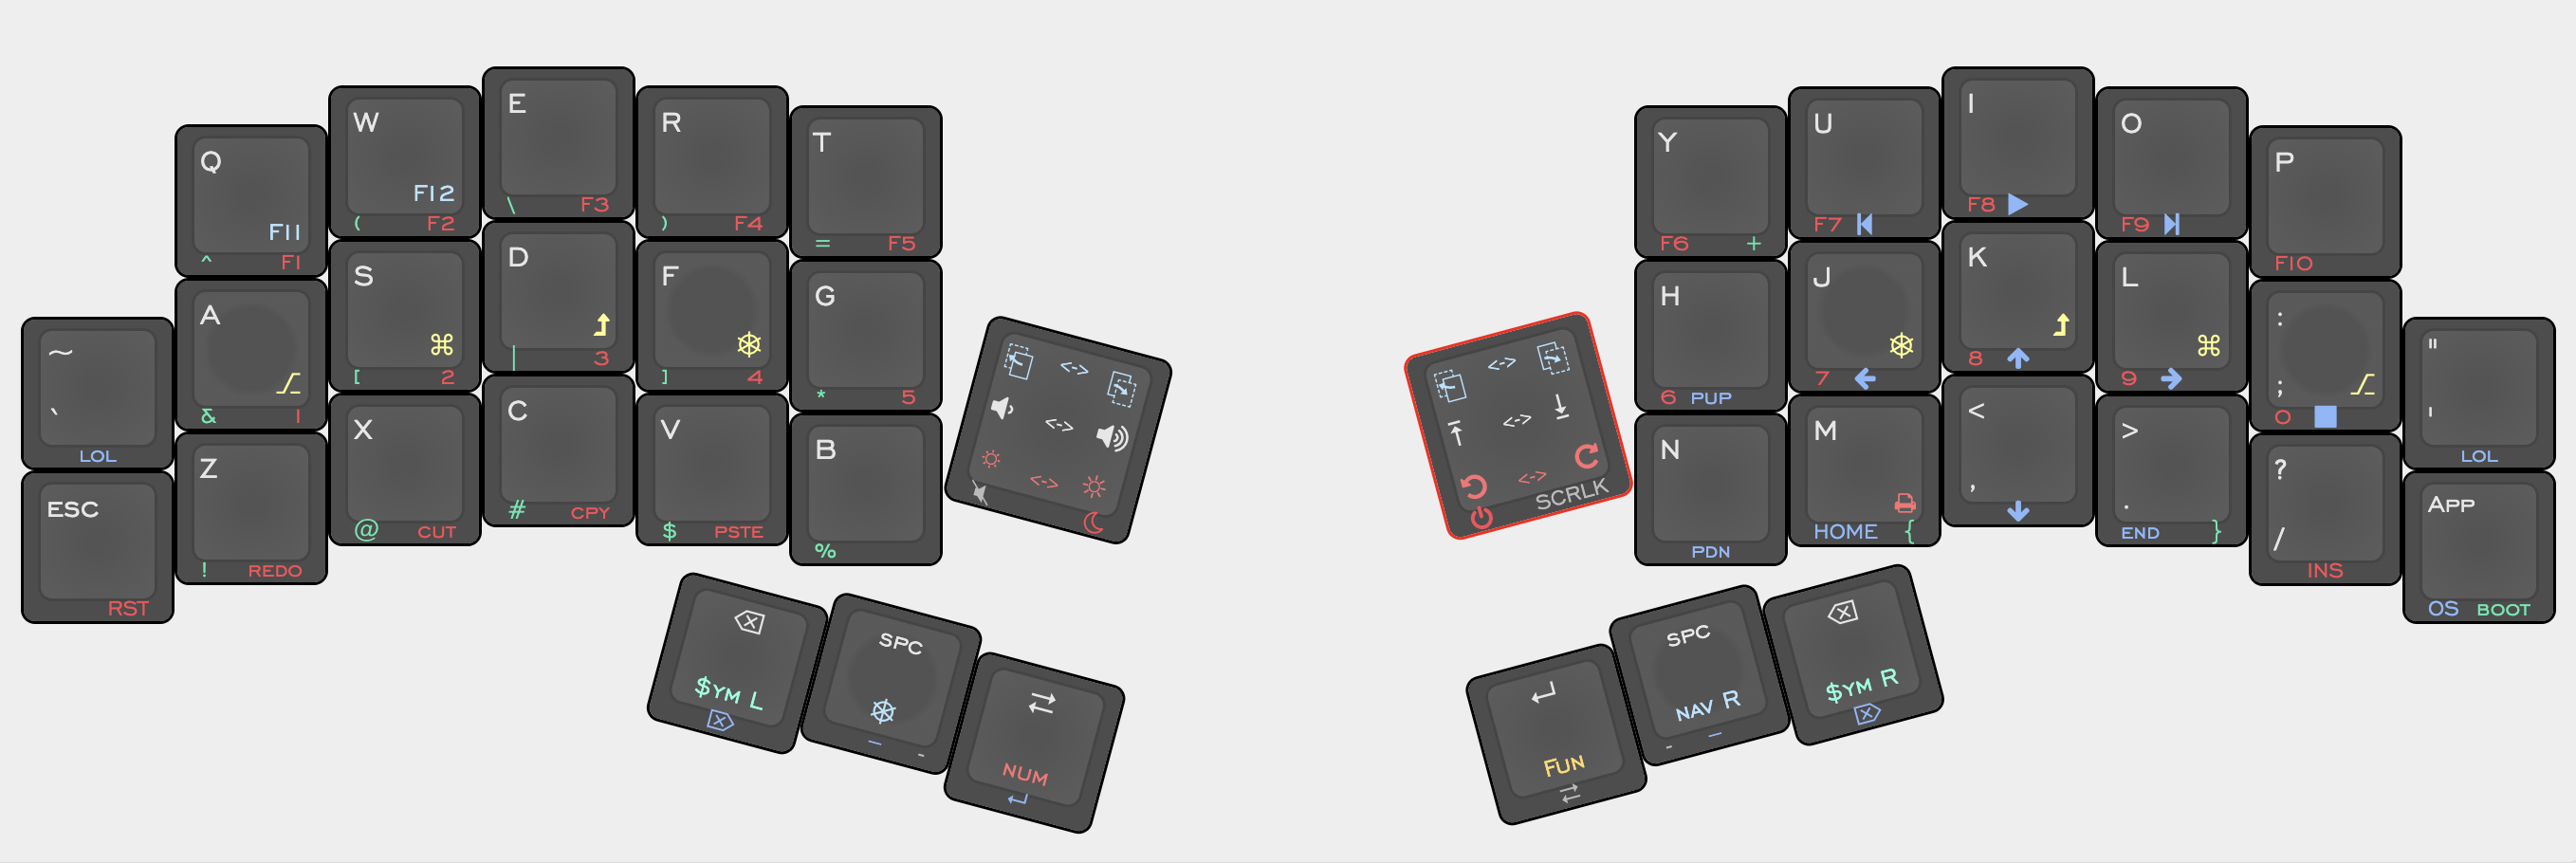 Q
F11
^ F1
W
F12
( F2
E
\ F3
R
) F4
T
= F5
~
`
LOL
A
& 1
S
⌘
[ 2
D
| 3
F
] 4
G
* 5
ESC
RST
Z
! REDO
X
@ CUT
C
# CPY
V
$ PSTE
B
%
<-> 
<-> 
<-> 
$YM L
SPC
_ -
NUM
Y
F6 +
U
F7
I
F8
O
F9
P
F10
H
6 PUP
J
7
K
8
L
⌘
9
:
;
0
"
'
LOL
N
PDN
M
HOME {
<
,
>
.
END }
?
/
INS
APP
OS BOOT
<-> 
<-> 
<-> 
SCRLK
FUN
SPC
NAV R
- _
$YM R